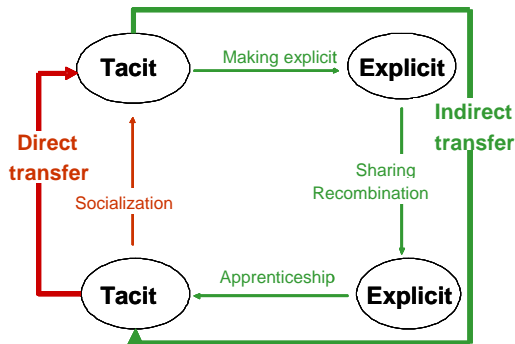 Making explicit
Tacit
Explicit
Indirect
transfer
Direct
transfer
Sharing
Recombination
Socialization
Apprenticeship
Tacit
Explicit